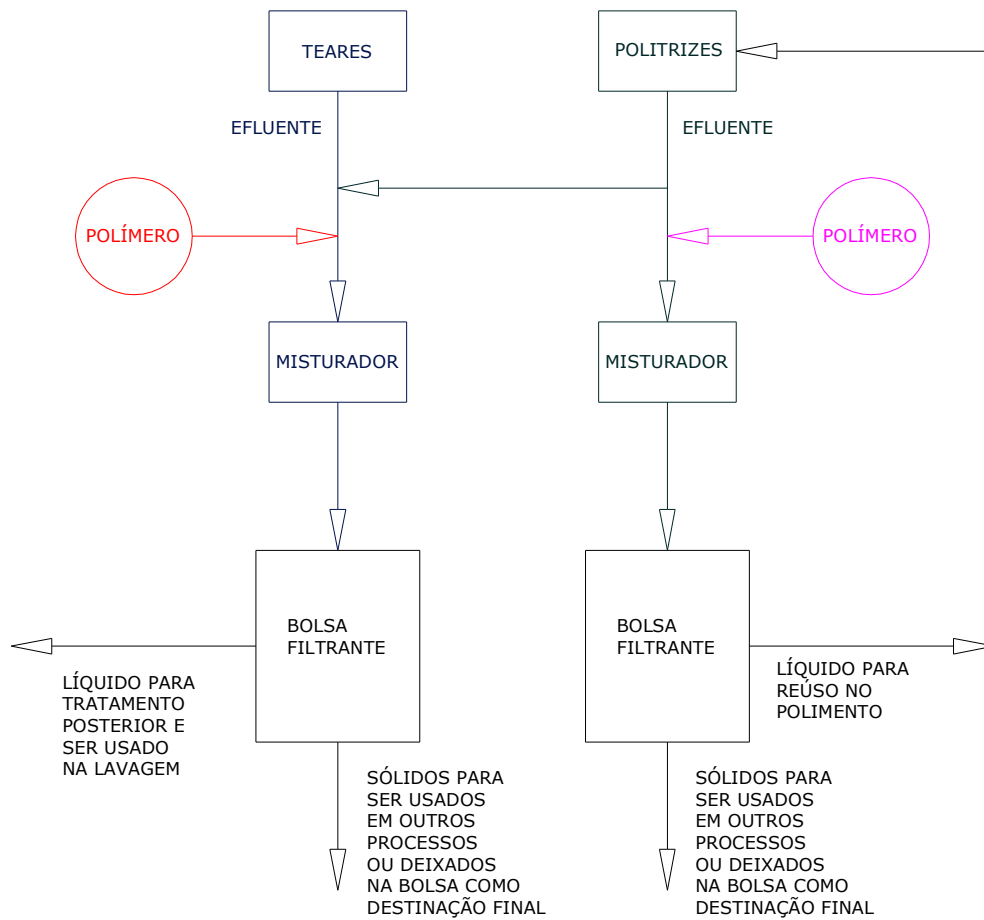 TEARES
POLITRIZES
EFLUENTE
EFLUENTE
POLÍMERO
POLÍMERO
MISTURADOR
MISTURADOR
BOLSA
FILTRANTE
BOLSA
FILTRANTE
LÍQUIDO PARA
TRATAMENTO
POSTERIOR E
SER USADO
NA LAVAGEM
LÍQUIDO PARA
REÚSO NO
POLIMENTO
SÓLIDOS PARA
SER USADOS
EM OUTROS
PROCESSOS
OU DEIXADOS
NA BOLSA COMO
DESTINAÇÃO FINAL
SÓLIDOS PARA
SER USADOS
EM OUTROS
PROCESSOS
OU DEIXADOS
NA BOLSA COMO
DESTINAÇÃO FINAL